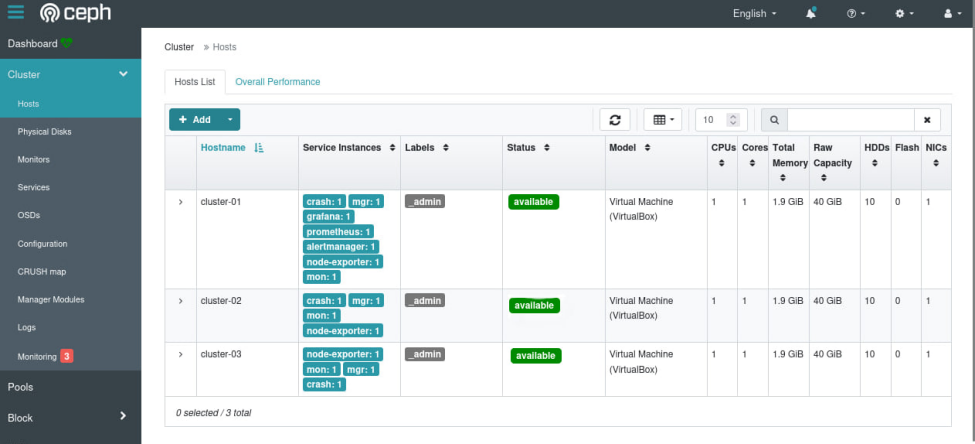 ceph
English
Dashboard
Cluster
Hosts
Physical Disks
Monitors
Services
OSDs
Configuration
CRUSH map
Manager Modules
Logs
Monitoring 3
Pools
Block
Cluster » Hosts
Hosts List Overall Performance
+ Add 10
Hostname Service Instances Labels Status Model CPUs Cores Total Memory Raw Capacity HDDs Flash NICs
cluster-01 crash: 1 mgr: 1 _admin available Virtual Machine 1 1 1.9 GiB 40 GiB 10 0 1
grafana: 1 (VirtualBox)
prometheus: 1
alertmanager: 1
node-exporter: 1
mon: 1
cluster-02 crash: 1 mgr: 1 _admin available Virtual Machine 1 1 1.9 GiB 40 GiB 10 0 1
mon: 1 (VirtualBox)
node-exporter: 1
cluster-03 node-exporter: 1 _admin available Virtual Machine 1 1 1.9 GiB 40 GiB 10 0 1
mon: 1 mgr: 1 (VirtualBox)
crash: 1
0 selected / 3 total